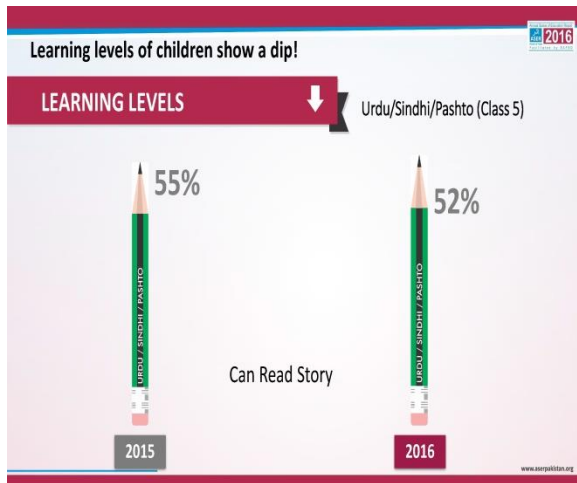 ASER
2016
Learning levels of children show a dip!
LEARNING LEVELS
Urdu/Sindhi/Pashto (Class 5)
55%
52%
URDU / SINDHI / PASHTO
URDU / SINDHI / PASHTO
Can Read Story
2015
2016
www.aserpakistan.org